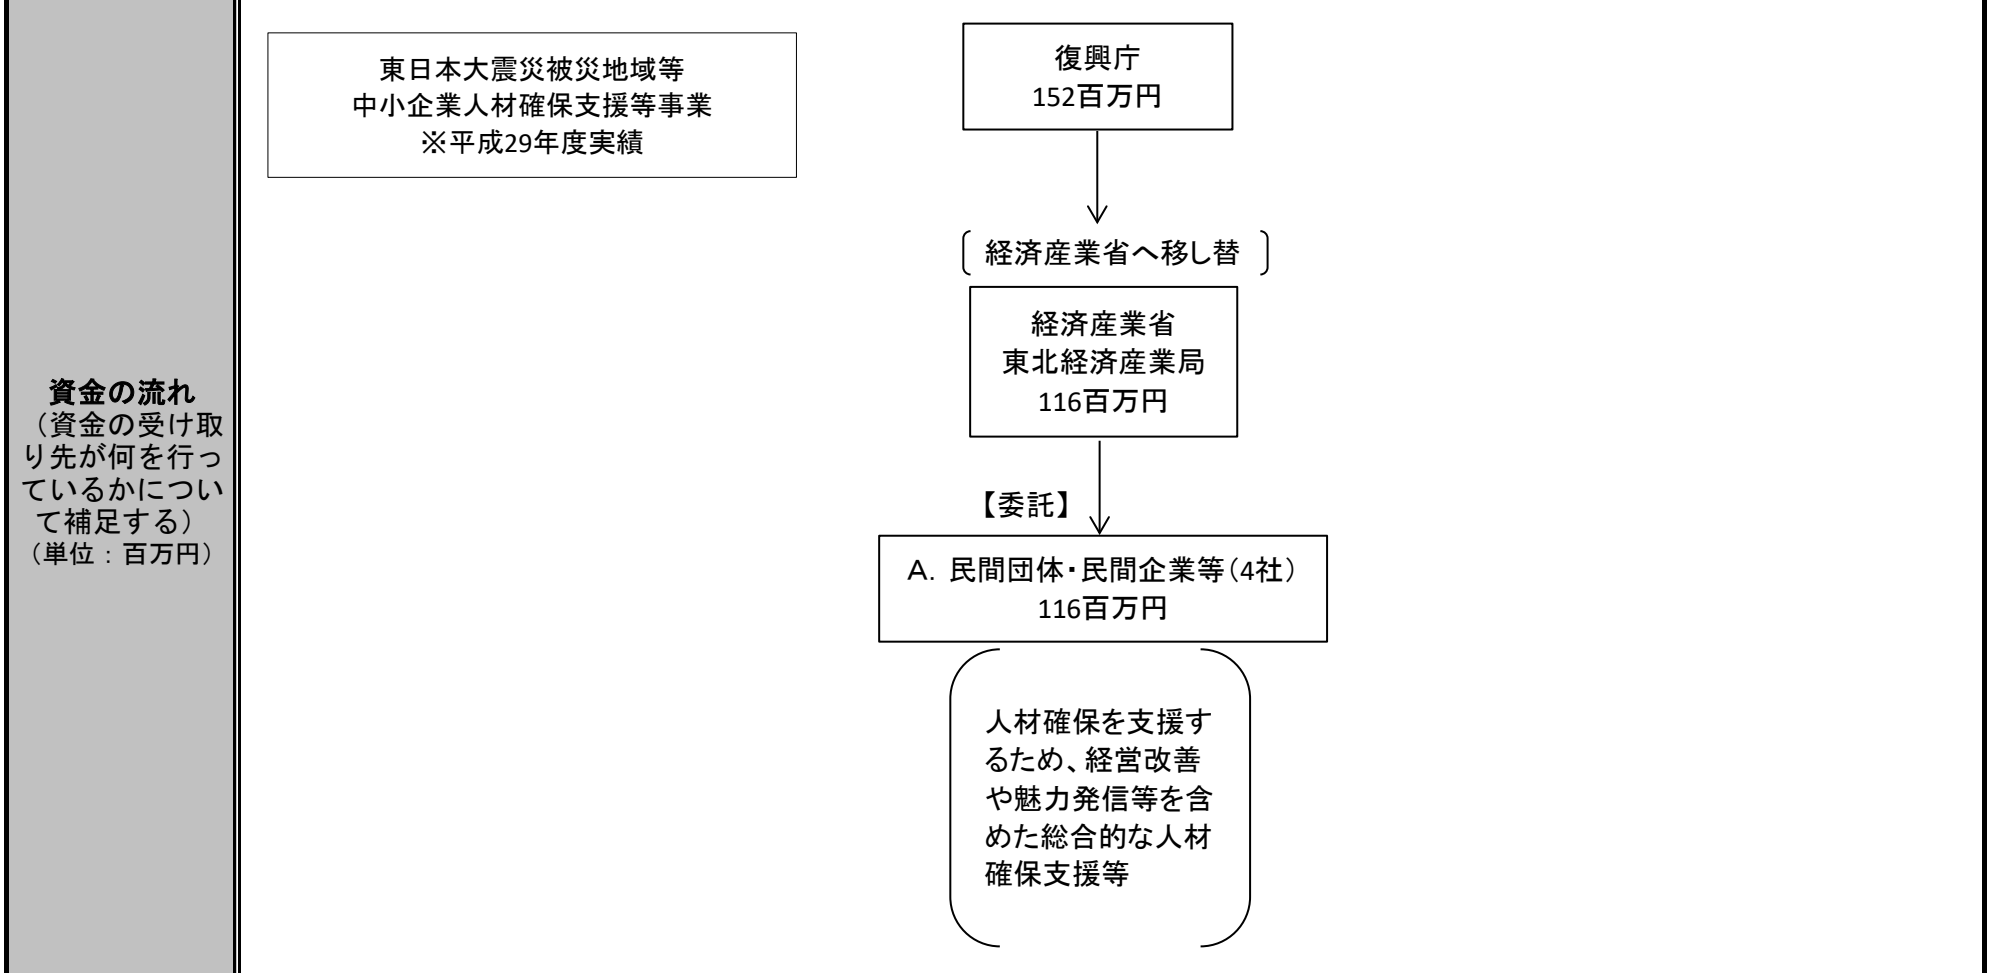 資金の流れ
（資金の受け取
り先が何を行っ
ているかについ
て補足する）
（単位：百万円）
東日本大震災被災地域等
中小企業人材確保支援等事業
※平成29年度実績
復興庁
152百万円
経済産業省へ移し替
経済産業省
東北経済産業局
116百万円
【委託】
A．民間団体・民間企業等（4社）
116百万円
人材確保を支援す
るため、経営改善
や魅力発信等を含
めた総合的な人材
確保支援等